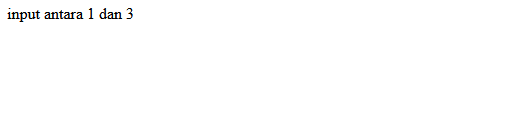 input antara 1 dan 3